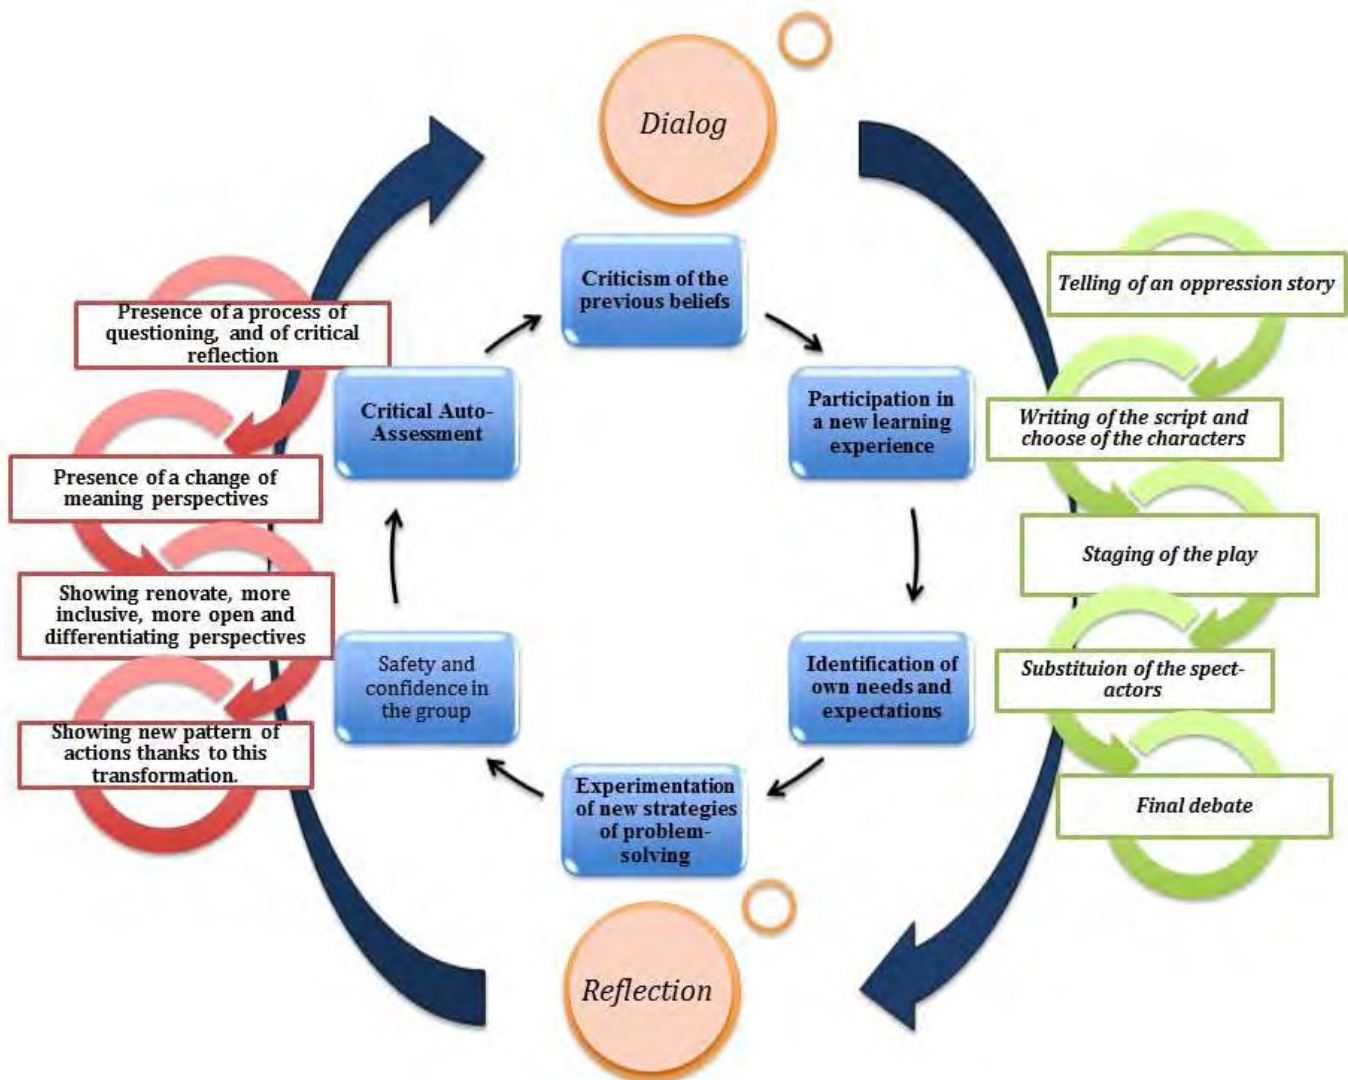 Dialog
Criticism of the
previous beliefs
Participation in
a new learning
experience
Identification of
own needs and
expectations
Experimentation
of new strategies
of problem-
solving
Safety and
confidence in
the group
Critical Auto-
Assessment
Reflection
Telling of an oppression story
Writing of the script and
choose of the characters
Staging of the play
Substituion of the spect-
actors
Final debate
Presence of a process of
questioning, and of critical
reflection
Presence of a change of
meaning perspectives
Showing renovate, more
inclusive, more open and
differentiating perspectives
Showing new pattern of
actions thanks to this
transformation.